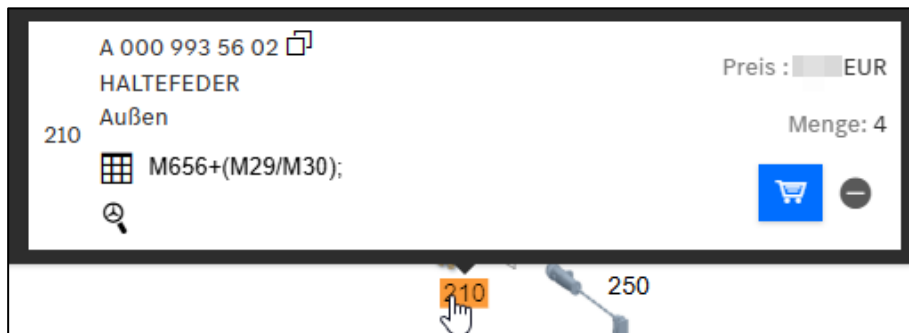 A 000 993 56 02
HALTEFEDER
Außen
210
M656+(M29/M30);
Preis : EUR
Menge: 4
210
250